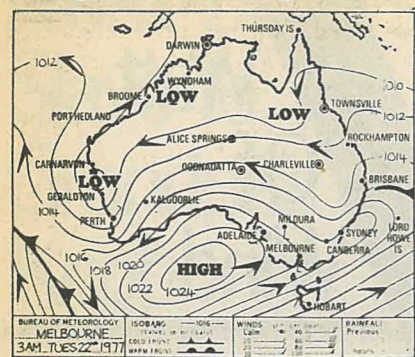 THURSDAY IS
DARWIN
1012
WYNDHAM
BROOME
LOW
1010
LOW
TOWNSVILLE
PORT HEDLAND
1012
ALICE SPRINGS
ROCKHAMPTON
CARNARVON
OODNADATTA
CHARLEVILLE
1014
LOW
BRISBANE
GERALDTON
KALGOORLIE
1014
PERTH
MILDURA
LORD
HOWE
IS
ADELAIDE
SYDNEY
MELBOURNE
CANBERRA
1016
1018
1020
HIGH
1022
1024
HOBART
BUREAU OF METEOROLOGY
MELBOURNE
3AM TUES 22ND 1977
ISOBARS 1016
COLD FRONT
WARM FRONT
WINDS
Calm
RAINFALL
Previous